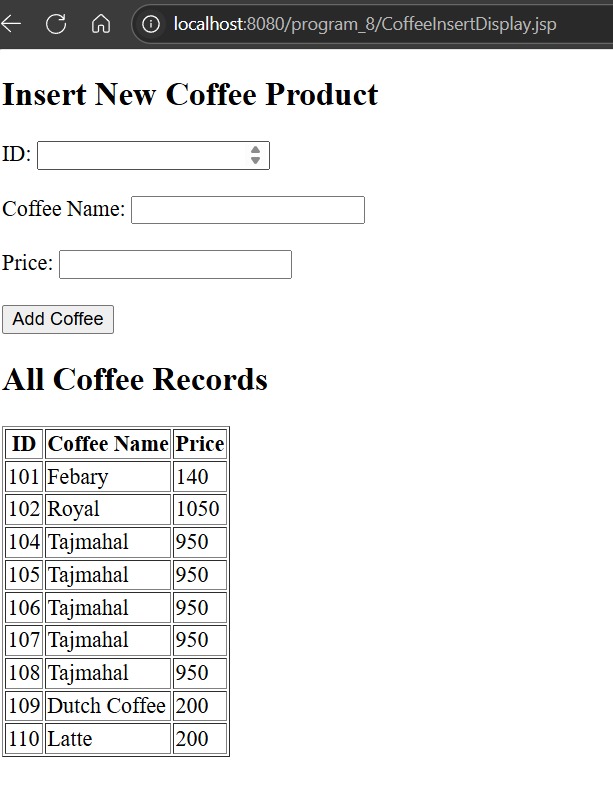 localhost:8080/program_8/CoffeeInsertDisplay.jsp
Insert New Coffee Product
ID:
Coffee Name:
Price:
Add Coffee
All Coffee Records
ID Coffee Name Price
101 Febary 140
102 Royal 1050
104 Tajmahal 950
105 Tajmahal 950
106 Tajmahal 950
107 Tajmahal 950
108 Tajmahal 950
109 Dutch Coffee 200
110 Latte 200